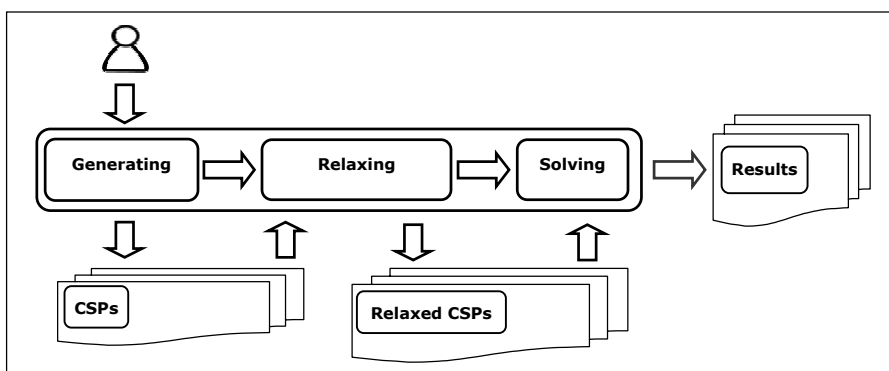 Generating
Relaxing
Solving
Results
CSPs
Relaxed CSPs